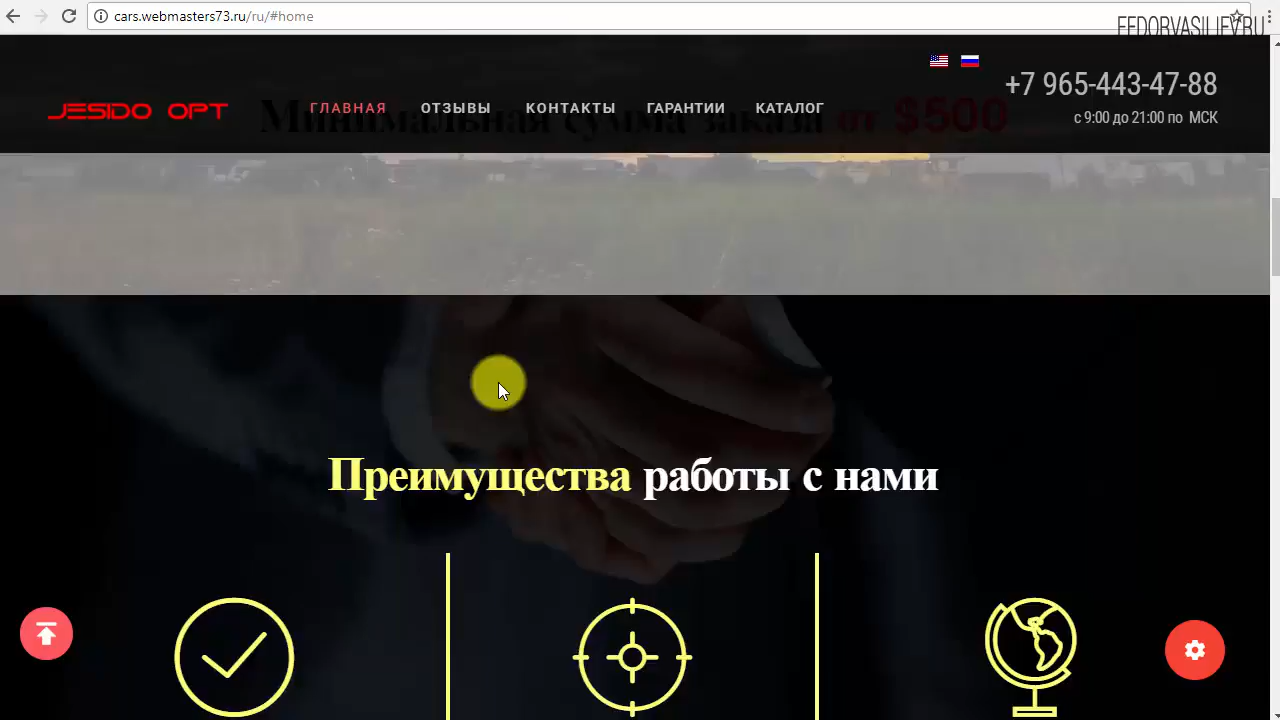 cars.webmasters73.ru/ru/#home
FEDORVASILIEV.RU
+7 965-443-47-88
JESIDO OPT
ГЛАВНАЯ ОТЗЫВЫ КОНТАКТЫ ГАРАНТИИ КАТАЛОГ
с 9:00 до 21:00 по МСК
Минимальная сумма заказа от $500
Преимущества работы с нами